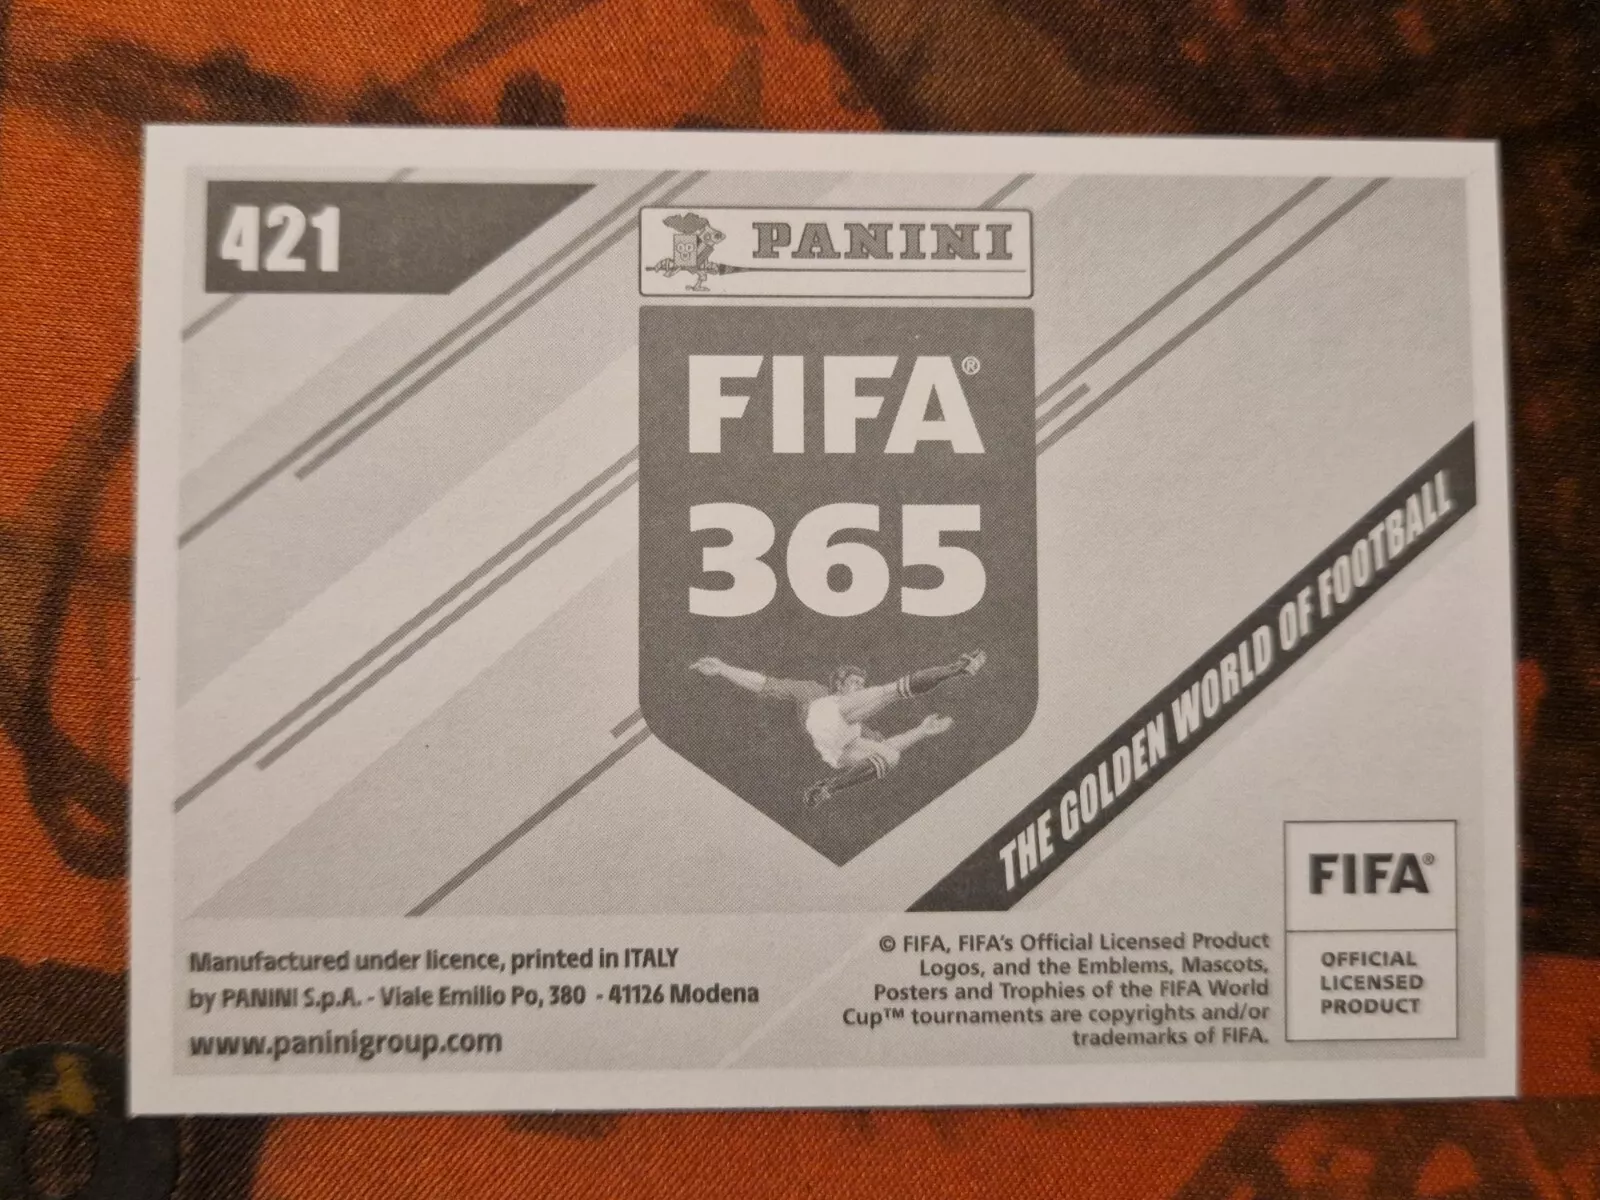 421
PANINI
FIFA®
365
THE GOLDEN WORLD OF FOOTBALL
Manufactured under licence, printed in ITALY
by PANINI S.p.A. - Viale Emilio Po, 380 - 41126 Modena
www.paninigroup.com
© FIFA, FIFA's Official Licensed Product
Logos, and the Emblems, Mascots,
Posters and Trophies of the FIFA World
Cup™ tournaments are copyrights and/or
trademarks of FIFA.
FIFA®
OFFICIAL
LICENSED
PRODUCT